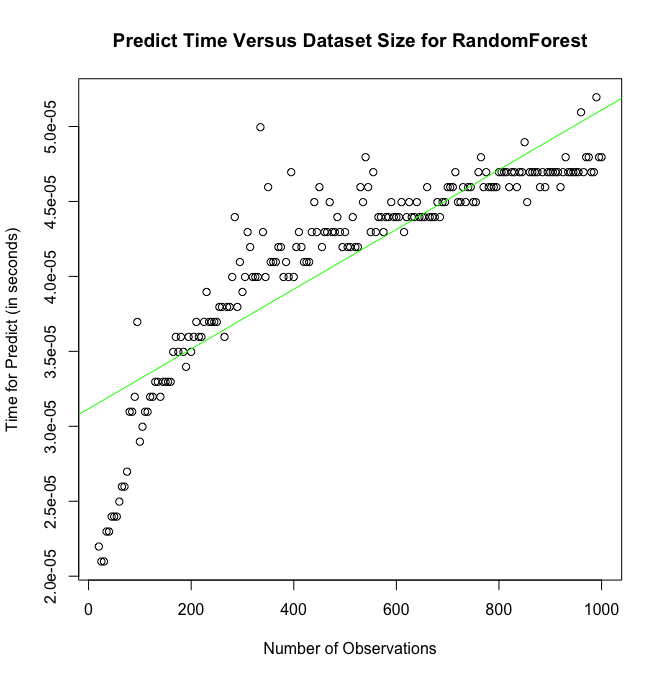 Predict Time Versus Dataset Size for RandomForest
Time for Predict (in seconds)
5.0e-05
4.5e-05
4.0e-05
3.5e-05
3.0e-05
2.5e-05
2.0e-05
0 200 400 600 800 1000
Number of Observations